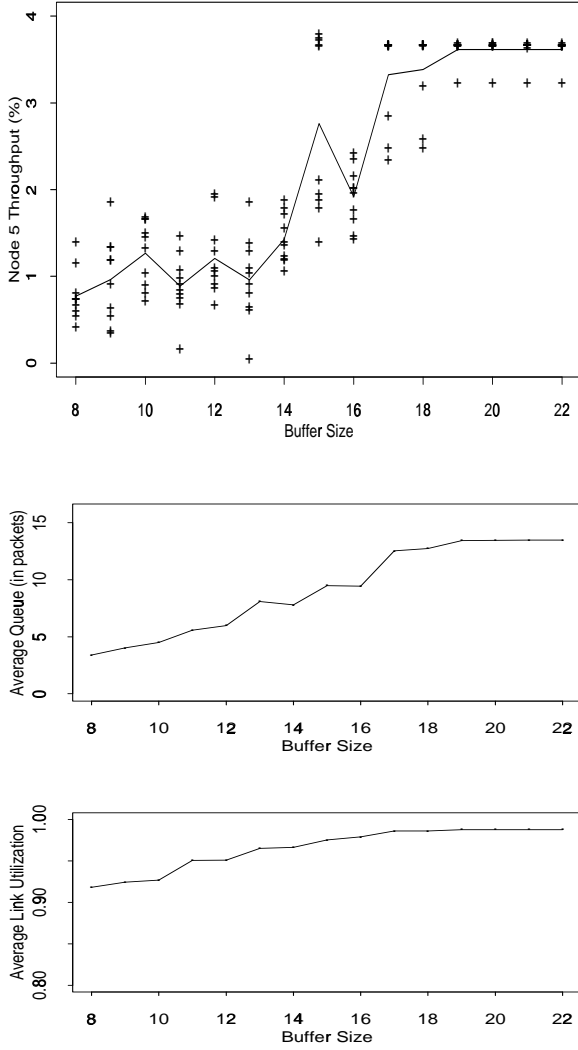 Node 5 Throughput (%)
4
3
2
1
0
8 10 12 14 16 18 20 22
Buffer Size
Average Queue (in packets)
15
10
5
0
8 10 12 14 16 18 20 22
Buffer Size
Average Link Utilization
1.00
0.90
0.80
8 10 12 14 16 18 20 22
Buffer Size